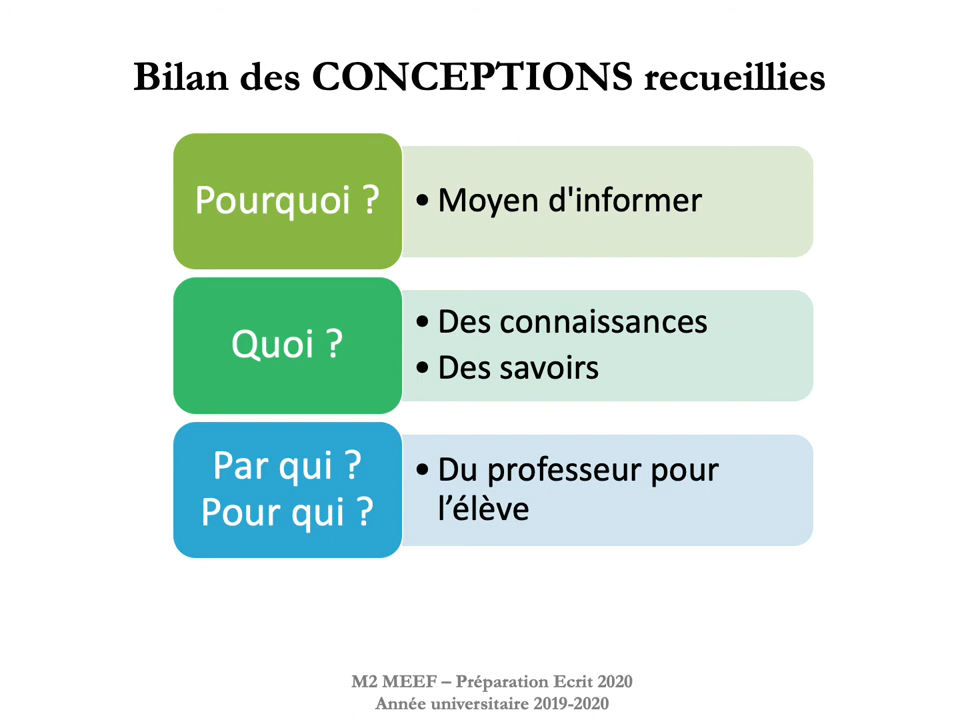 Bilan des CONCEPTIONS recueillies
Pourquoi ?
• Moyen d'informer
Quoi ?
• Des connaissances
• Des savoirs
Par qui ?
Pour qui ?
• Du professeur pour
l’élève
M2 MEEF – Préparation Ecrit 2020
Année universitaire 2019-2020